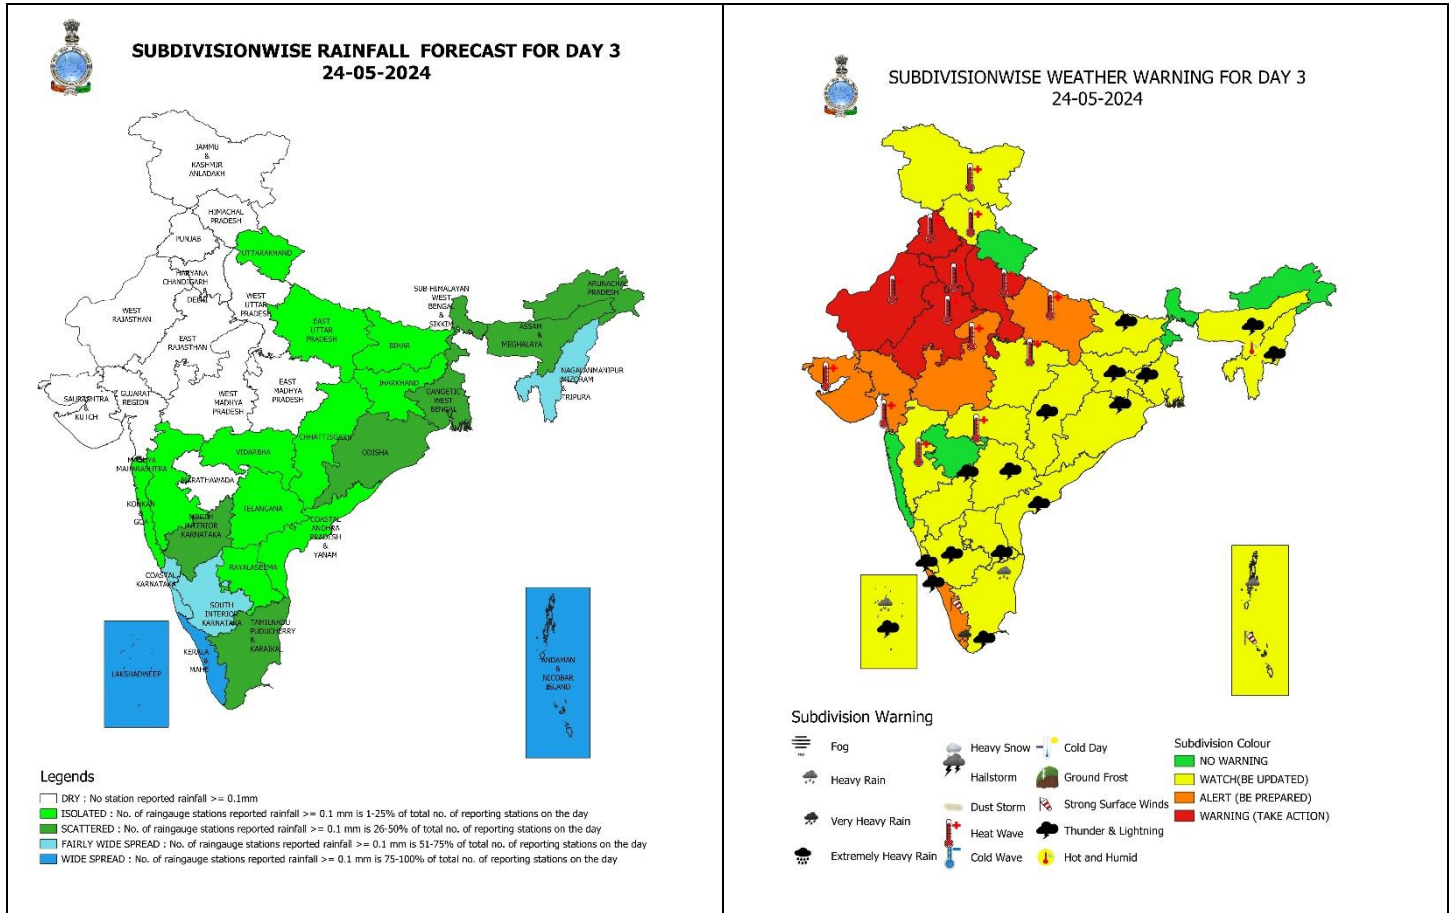 SUBDIVISIONWISE RAINFALL FORECAST FOR DAY 3
24-05-2024
JAMMU
&
KASHMIR
ANLADAKH
HIMACHAL
PRADESH
PUNJAB
UTTARAKHAND
HARYANA
CHANDIGARH &
DELHI
WEST
UTTAR
PRADESH
WEST
RAJASTHAN
EAST
RAJASTHAN
EAST
UTTAR
PRADESH
BIHAR
SUB-HIMALAYAN
WEST
BENGAL
&
SIKKIM
ARUNACHAL
PRADESH
ASSAM
&
MEGHALAYA
NAGALANMANIPUR
MIZORAM
&
TRIPURA
JHARKHAND
GANGETIC
WEST
BENGAL
SAURASHTRA
&
KUTCH
GUJARAT
REGION
WEST
MADHYA
PRADESH
EAST
MADHYA
PRADESH
CHHATTISGARH
ODISHA
VIDARBHA
MADHYA
MAHARASHTRA
MARATHAWADA
KONKAN
&
GOA
NORTH
INTERIOR
KARNATAKA
TELANGANA
COASTAL
ANDHRA
PRADESH
&
YANAM
RAYALASEEMA
COASTAL
KARNATAKA
SOUTH
INTERIOR
KARNATAKA
TAMILNADU
PUDUCHERRY
&
KARAIKAL
KERALA
&
MAHE
LAKSHADWEEP
ANDAMAN
&
NICOBAR
ISLAND
Legends
DRY : No station reported rainfall >= 0.1mm
ISOLATED : No. of raingauge stations reported rainfall >= 0.1 mm is 1-25% of total no. of reporting stations on the day
SCATTERED : No. of raingauge stations reported rainfall >= 0.1 mm is 26-50% of total no. of reporting stations on the day
FAIRLY WIDE SPREAD : No. of raingauge stations reported rainfall >= 0.1 mm is 51-75% of total no. of reporting stations on the day
WIDE SPREAD : No. of raingauge stations reported rainfall >= 0.1 mm is 75-100% of total no. of reporting stations on the day
SUBDIVISIONWISE WEATHER WARNING FOR DAY 3
24-05-2024
Subdivision Warning
Fog
Heavy Rain
Very Heavy Rain
Extremely Heavy Rain
Heavy Snow
Hailstorm
Dust Storm
Heat Wave
Cold Wave
Cold Day
Ground Frost
Strong Surface Winds
Thunder & Lightning
Hot and Humid
Subdivision Colour
NO WARNING
WATCH(BE UPDATED)
ALERT (BE PREPARED)
WARNING (TAKE ACTION)